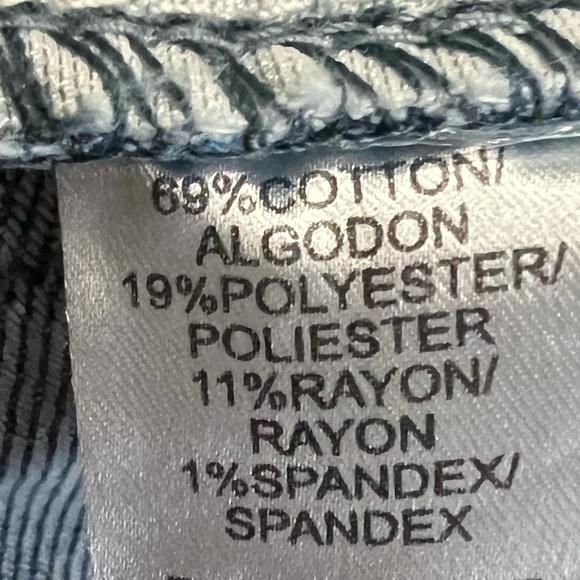 69%COTTON/
ALGODON
19%POLYESTER/
POLIESTER
11%RAYON/
RAYON
1%SPANDEX/
SPANDEX